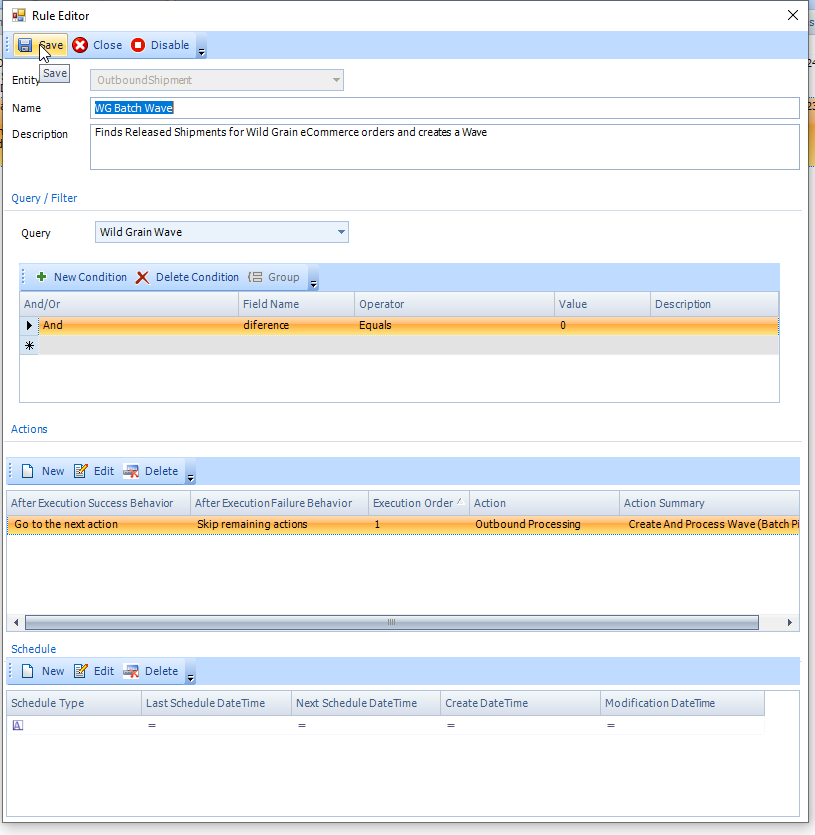 Rule Editor
Save Close Disable
Save
Entity OutboundShipment
Name WG Batch Wave
Description Finds Released Shipments for Wild Grain eCommerce orders and creates a Wave
Query / Filter
Query Wild Grain Wave
New Condition Delete Condition Group
And/Or Field Name Operator Value Description
And diference Equals 0
Actions
New Edit Delete
After Execution Success Behavior After Execution Failure Behavior Execution Order Action Action Summary
Go to the next action Skip remaining actions 1 Outbound Processing Create And Process Wave (Batch Pi
Schedule
New Edit Delete
Schedule Type Last Schedule DateTime Next Schedule DateTime Create DateTime Modification DateTime
A = = = =